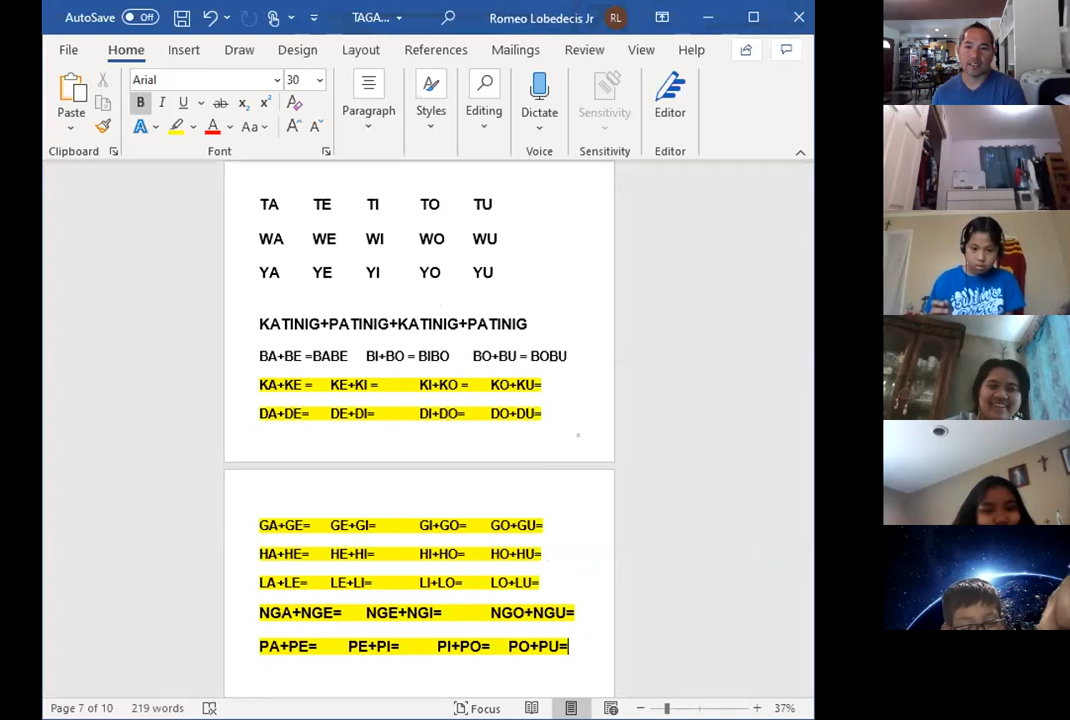 AutoSave Off TAGA... Romeo Lobedecis Jr RL
File Home Insert Draw Design Layout References Mailings Review View Help
Arial 30
Paste Paragraph Styles Editing Dictate Sensitivity Editor
B I U ab x2 x2 A
A A Aa A A
Clipboard Font Voice Sensitivity Editor
TA TE TI TO TU
WA WE WI WO WU
YA YE YI YO YU
KATINIG+PATINIG+KATINIG+PATINIG
BA+BE =BABE BI+BO = BIBO BO+BU = BOBU
KA+KE = KE+KI = KI+KO = KO+KU=
DA+DE= DE+DI= DI+DO= DO+DU=
GA+GE= GE+GI= GI+GO= GO+GU=
HA+HE= HE+HI= HI+HO= HO+HU=
LA+LE= LE+LI= LI+LO= LO+LU=
NGA+NGE= NGE+NGI= NGO+NGU=
PA+PE= PE+PI= PI+PO= PO+PU=
Page 7 of 10 219 words Focus 37%